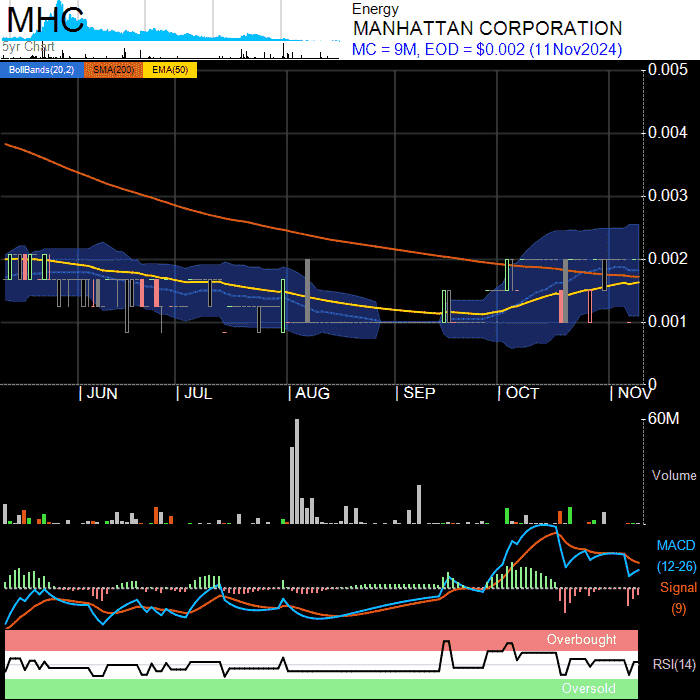 MHC
Energy
MANHATTAN CORPORATION
MC = 9M, EOD = $0.002 (11Nov2024)
5yr Chart
BollBands(20,2) SMA(200) EMA(50)
0.005
0.004
0.003
0.002
0.001
0
| JUN | JUL | AUG | SEP | OCT | NOV
60M
Volume
MACD
(12-26)
Signal
(9)
Overbought
RSI(14)
Oversold